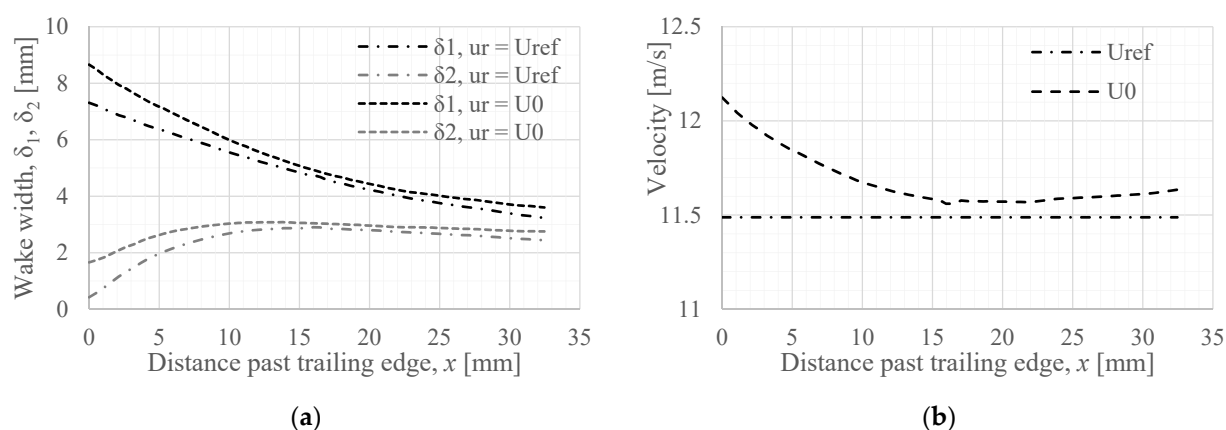 Wake width, δ₁, δ₂ [mm]
10
8
6
4
2
0
δ1, ur = Uref
δ2, ur = Uref
δ1, ur = U0
δ2, ur = U0
0 5 10 15 20 25 30 35
Distance past trailing edge, x [mm]
(a)
Velocity [m/s]
12.5
12
11.5
11
Uref
U0
0 5 10 15 20 25 30 35
Distance past trailing edge, x [mm]
(b)